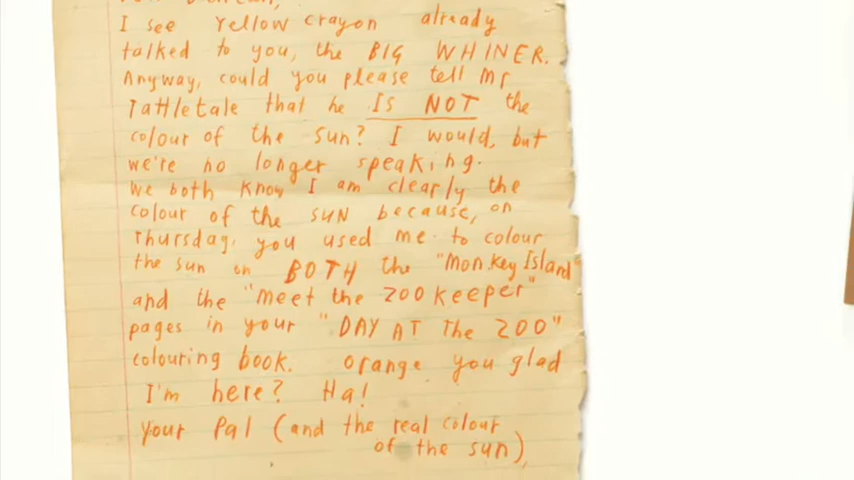 I see Yellow crayon already
talked to you, the BIG WHINER.
Anyway, could you please tell Mr
Tattletale that he IS NOT the
colour of the sun? I would, but
we're no longer speaking.
We both know I am clearly the
colour of the SUN because, on
Thursday, you used me to colour
the sun on BOTH the "Monkey Island"
and the "meet the ZOOKeeper"
pages in your "DAY AT The ZOO"
colouring book. Orange you glad
I'm here? Ha!
Your Pal (and the real colour
of the sun),